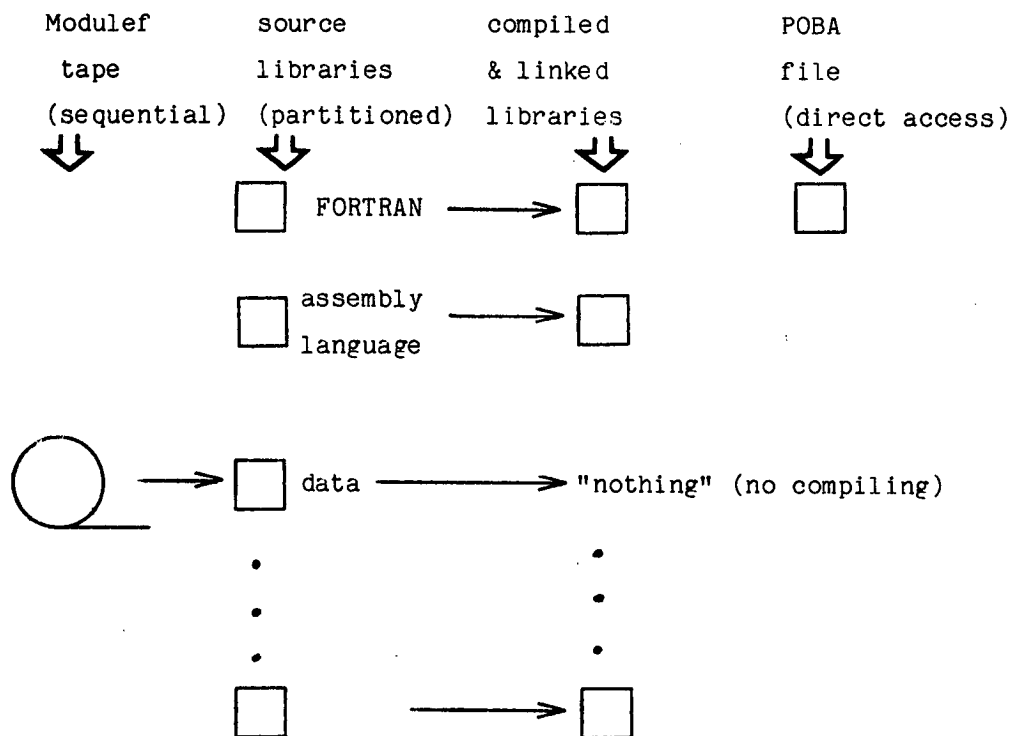 Modulef source compiled POBA
tape libraries & linked file
(sequential) (partitioned) libraries (direct access)
FORTRAN
assembly
language
data "nothing" (no compiling)